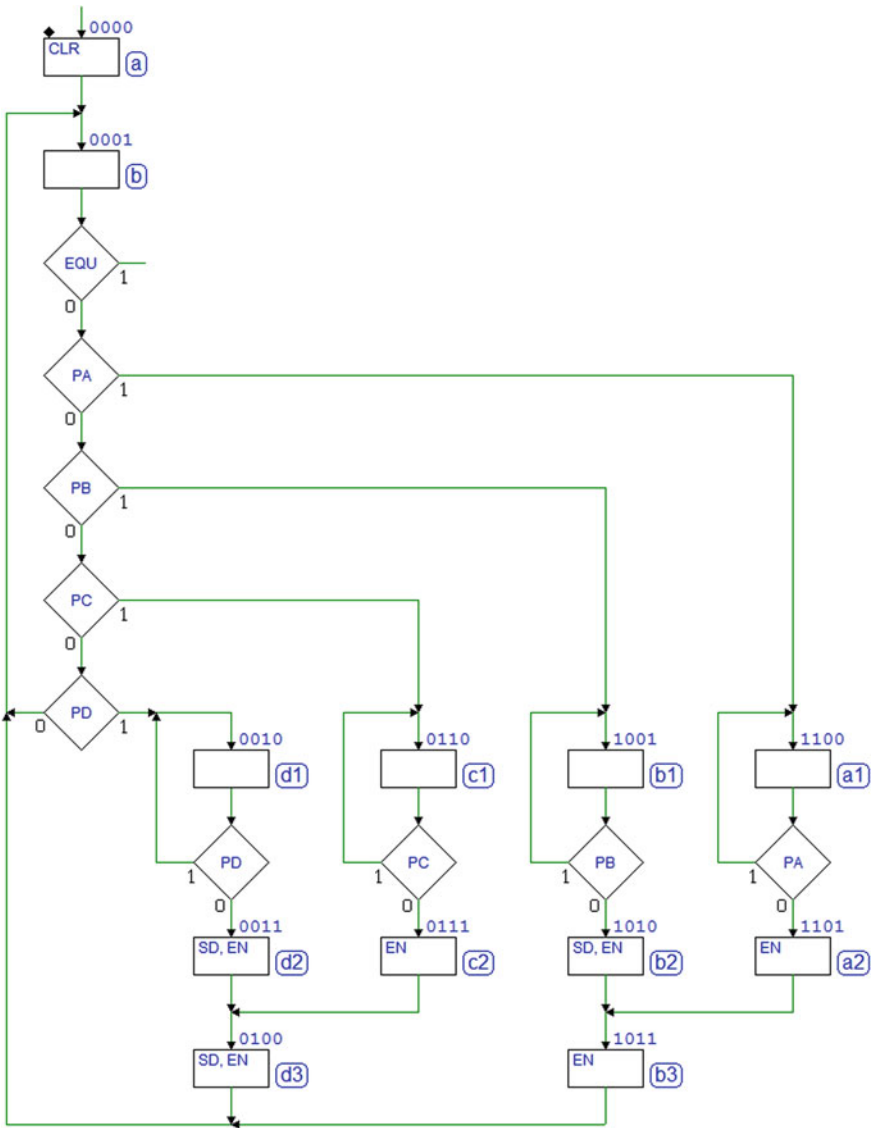 0000
CLR
a
0001
b
EQU
1
0
PA
1
0
PB
1
0
PC
1
0
PD
0
1
0010
d1
0110
c1
1001
b1
1100
a1
PD
1
0
PC
1
0
PB
1
0
PA
1
0
0011
SD, EN
d2
0111
EN
c2
1010
SD, EN
b2
1101
EN
a2
0100
SD, EN
d3
1011
EN
b3